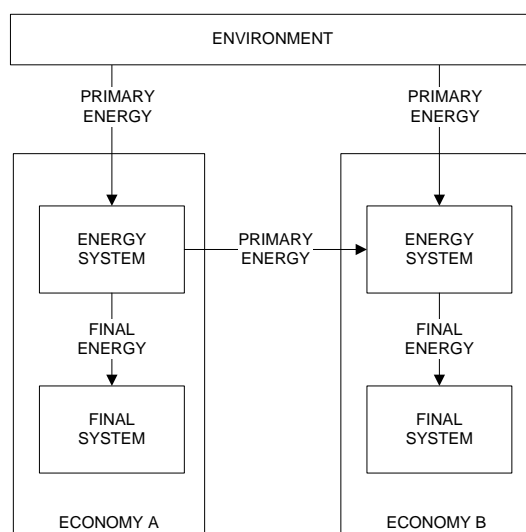 ENVIRONMENT
PRIMARY
ENERGY
PRIMARY
ENERGY
ENERGY
SYSTEM
PRIMARY
ENERGY
ENERGY
SYSTEM
FINAL
ENERGY
FINAL
ENERGY
FINAL
SYSTEM
FINAL
SYSTEM
ECONOMY A
ECONOMY B